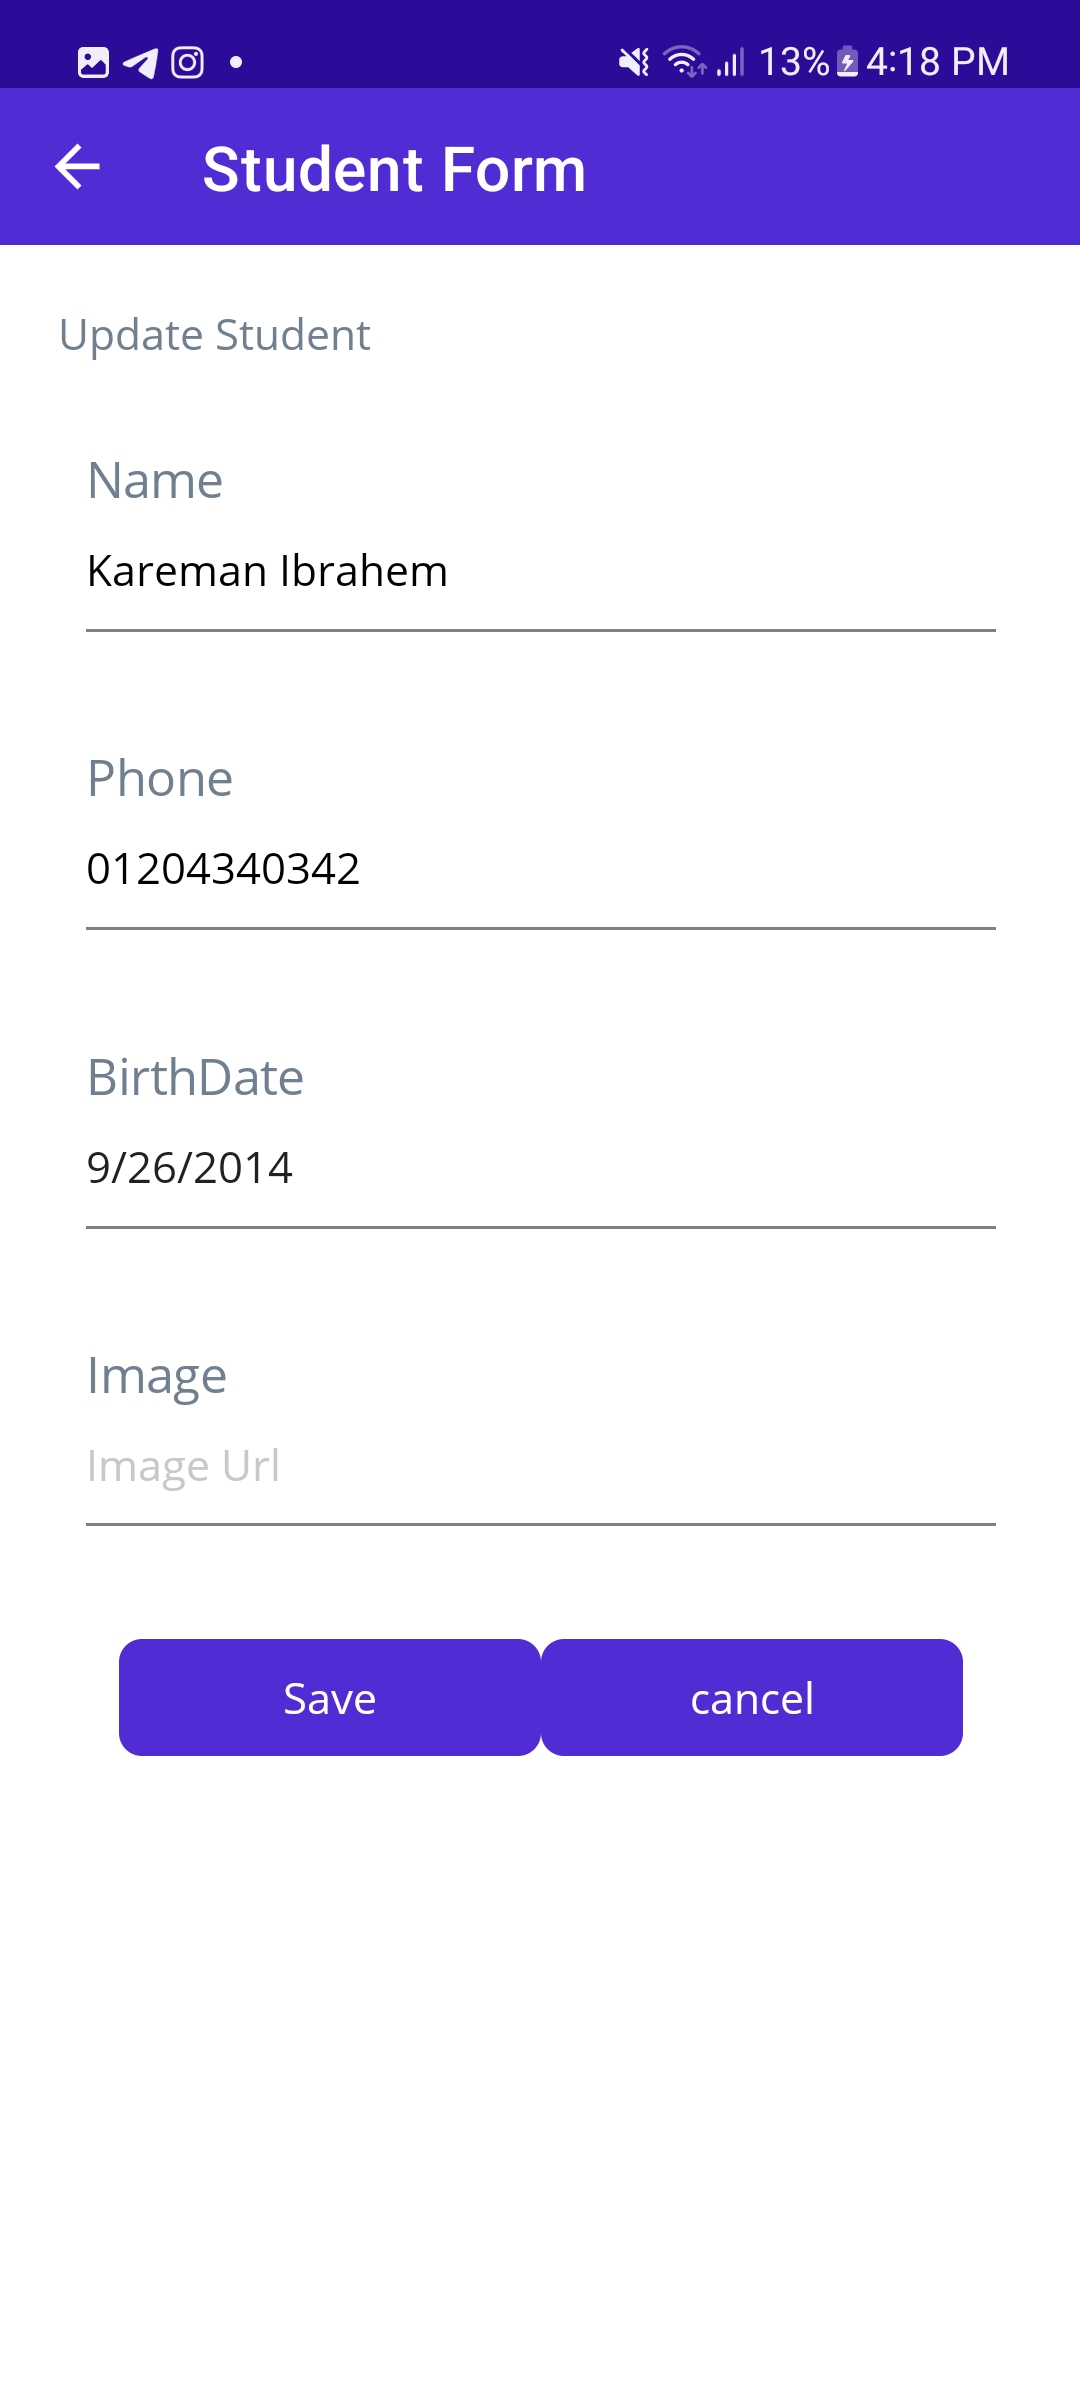 13% 4:18 PM
Student Form
Update Student
Name
Kareman Ibrahem
Phone
01204340342
BirthDate
9/26/2014
Image
Image Url
Save cancel